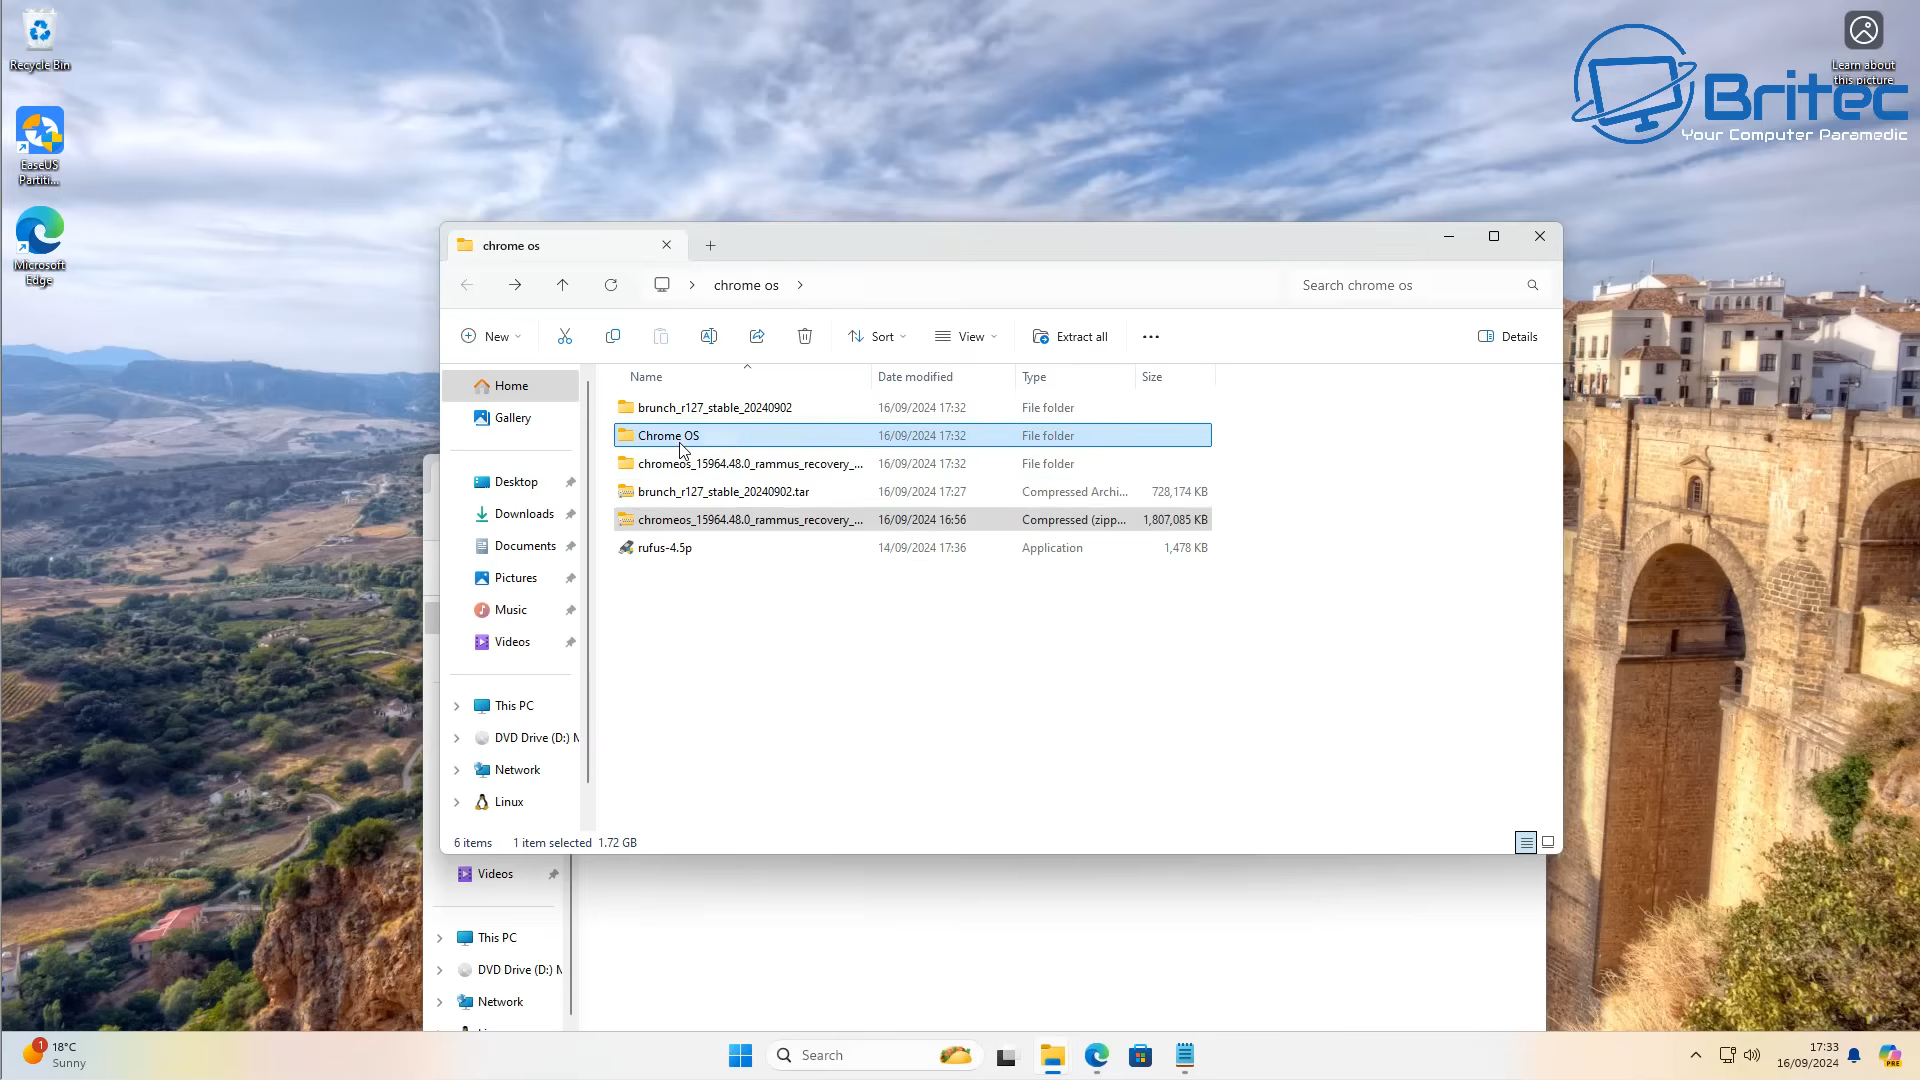 Recycle Bin
EaseUS
Partiti...
Microsoft
Edge
Learn about
this picture
Britec
Your Computer Paramedic
chrome os
chrome os
Search chrome os
New
Sort
View
Extract all
Details
Name
Date modified
Type
Size
Home
Gallery
Desktop
Downloads
Documents
Pictures
Music
Videos
This PC
DVD Drive (D:) N
Network
Linux
brunch_r127_stable_20240902 16/09/2024 17:32 File folder
Chrome OS 16/09/2024 17:32 File folder
chromeos_15964.48.0_rammus_recovery_... 16/09/2024 17:32 File folder
brunch_r127_stable_20240902.tar 16/09/2024 17:27 Compressed Archi... 728,174 KB
chromeos_15964.48.0_rammus_recovery_... 16/09/2024 16:56 Compressed (zipp... 1,807,085 KB
rufus-4.5p 14/09/2024 17:36 Application 1,478 KB
6 items 1 item selected 1.72 GB
Videos
This PC
DVD Drive (D:) N
Network
1
18°C
Sunny
Search
17:33
16/09/2024
PRE